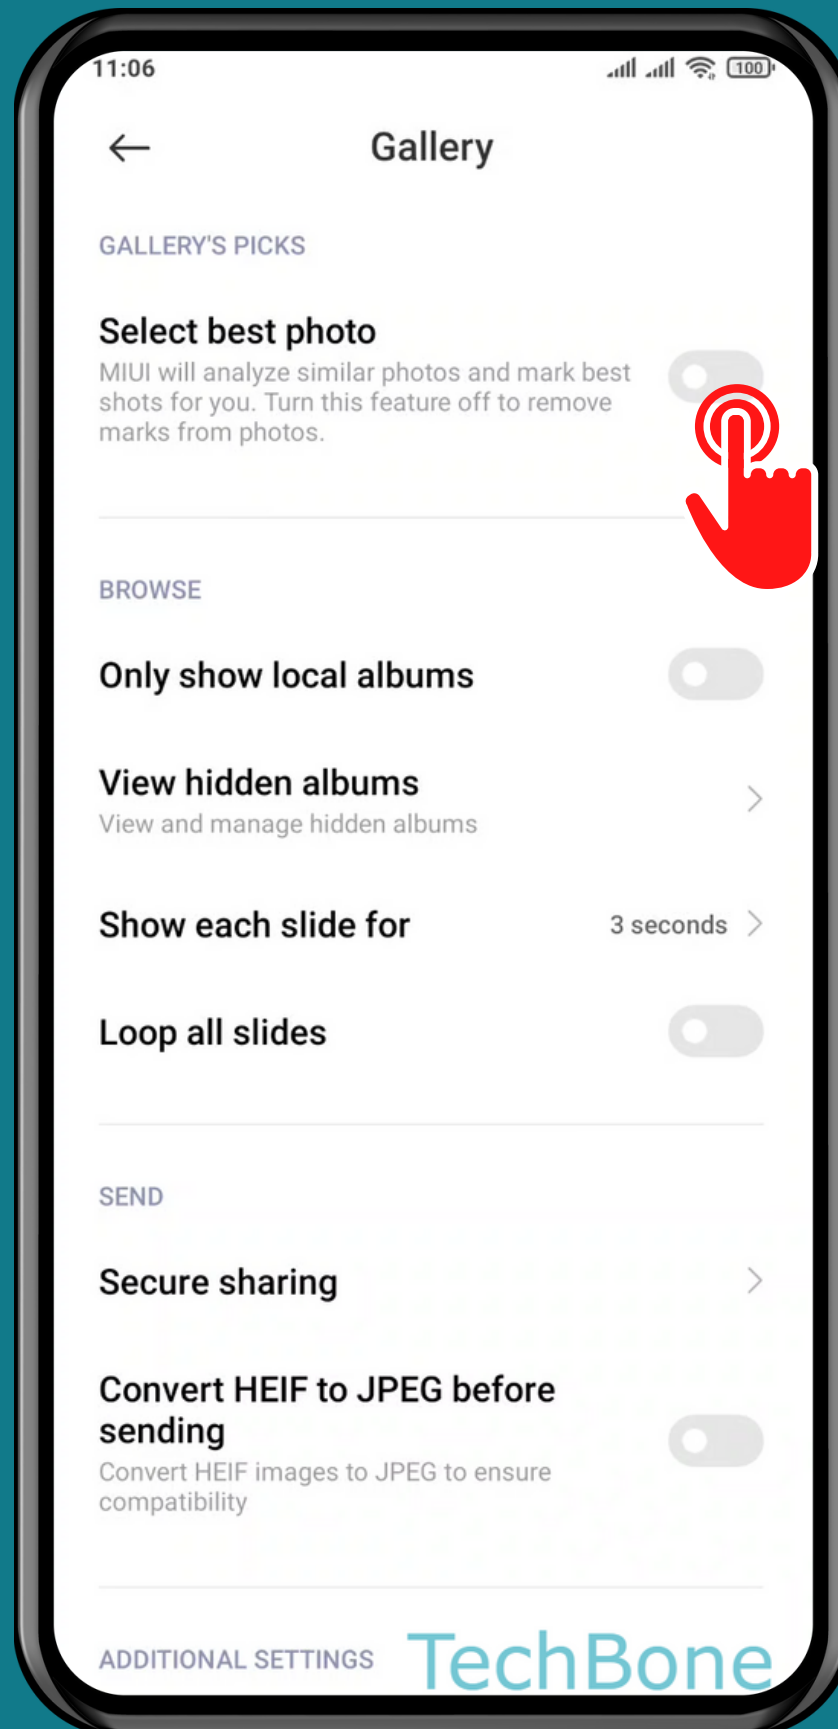 11:06
100
Gallery
GALLERY'S PICKS
Select best photo
MIUI will analyze similar photos and mark best
shots for you. Turn this feature off to remove
marks from photos.
BROWSE
Only show local albums
View hidden albums
View and manage hidden albums
Show each slide for
3 seconds
Loop all slides
SEND
Secure sharing
Convert HEIF to JPEG before
sending
Convert HEIF images to JPEG to ensure
compatibility
ADDITIONAL SETTINGS
TechBone